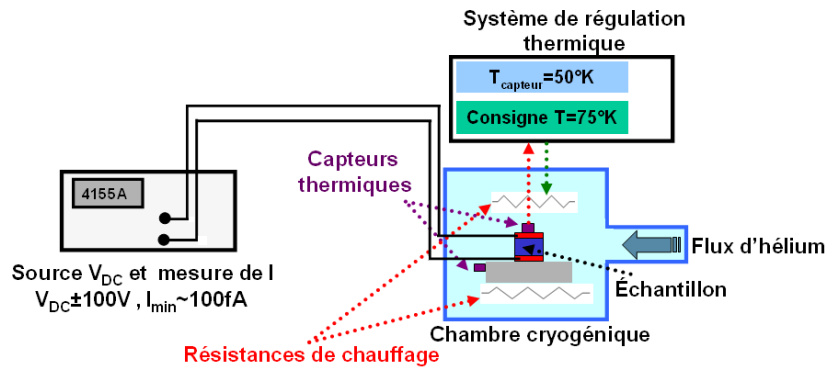 Système de régulation
thermique
Tcapteur=50°K
Consigne T=75°K
Capteurs
thermiques
4155A
Flux d'hélium
Source VDC et mesure de I
VDC±100V , Imin~100fA
Échantillon
Chambre cryogénique
Résistances de chauffage